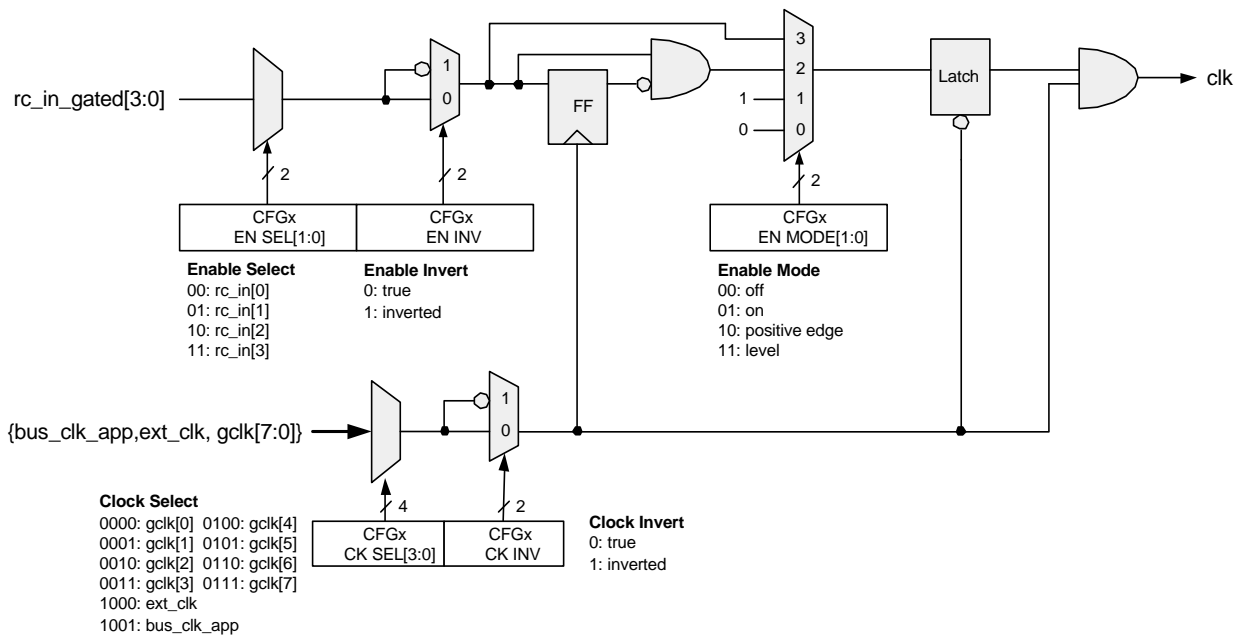 rc_in_gated[3:0]
1
0
FF
3
2
1
0
1
0
Latch
clk
2
2
2
CFGx
EN SEL[1:0]
CFGx
EN INV
CFGx
EN MODE[1:0]
Enable Select
00: rc_in[0]
01: rc_in[1]
10: rc_in[2]
11: rc_in[3]
Enable Invert
0: true
1: inverted
Enable Mode
00: off
01: on
10: positive edge
11: level
{bus_clk_app,ext_clk, gclk[7:0]}
1
0
4
2
CFGx
CK SEL[3:0]
CFGx
CK INV
Clock Select
0000: gclk[0] 0100: gclk[4]
0001: gclk[1] 0101: gclk[5]
0010: gclk[2] 0110: gclk[6]
0011: gclk[3] 0111: gclk[7]
1000: ext_clk
1001: bus_clk_app
Clock Invert
0: true
1: inverted